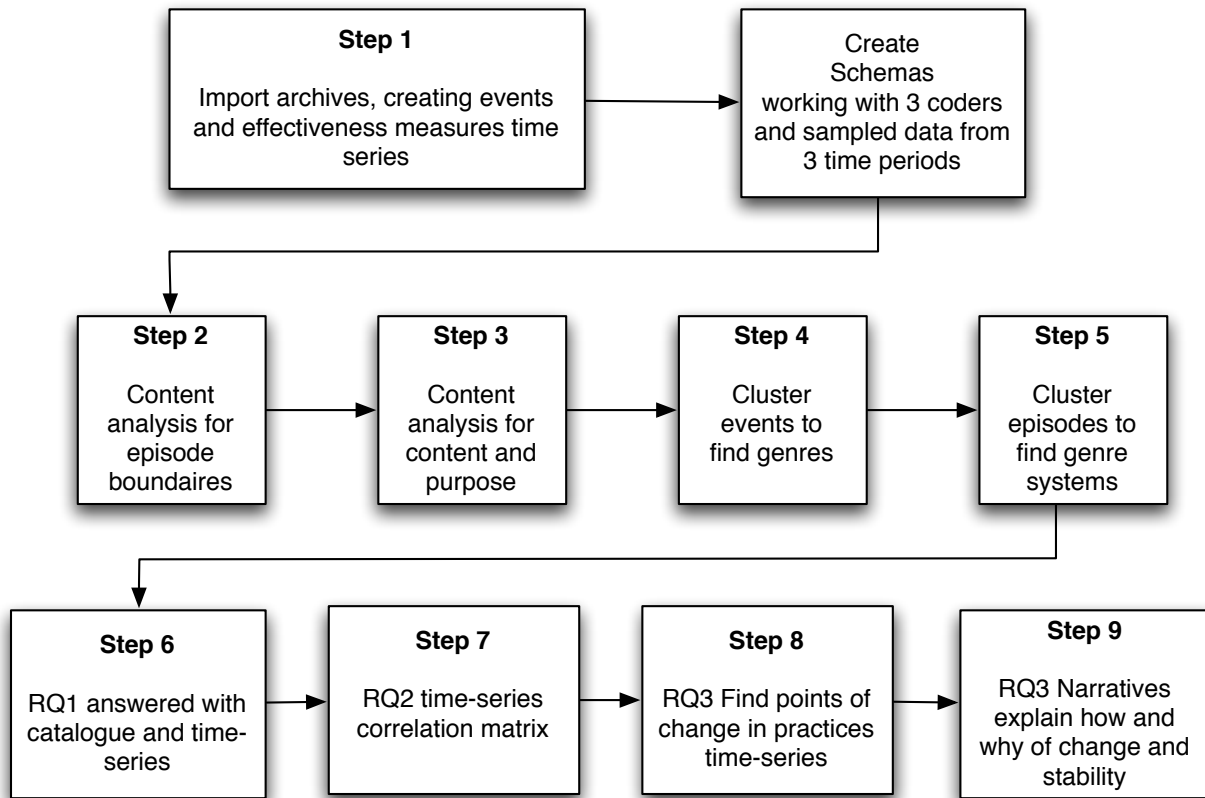 Step 1
Import archives, creating events
and effectiveness measures time
series
Create
Schemas
working with 3 coders
and sampled data from
3 time periods
Step 2
Content
analysis for
episode
boundaires
Step 3
Content
analysis for
content and
purpose
Step 4
Cluster
events to
find genres
Step 5
Cluster
episodes to
find genre
systems
Step 6
RQ1 answered with
catalogue and time-
series
Step 7
RQ2 time-series
correlation matrix
Step 8
RQ3 Find points of
change in practices
time-series
Step 9
RQ3 Narratives
explain how and
why of change and
stability